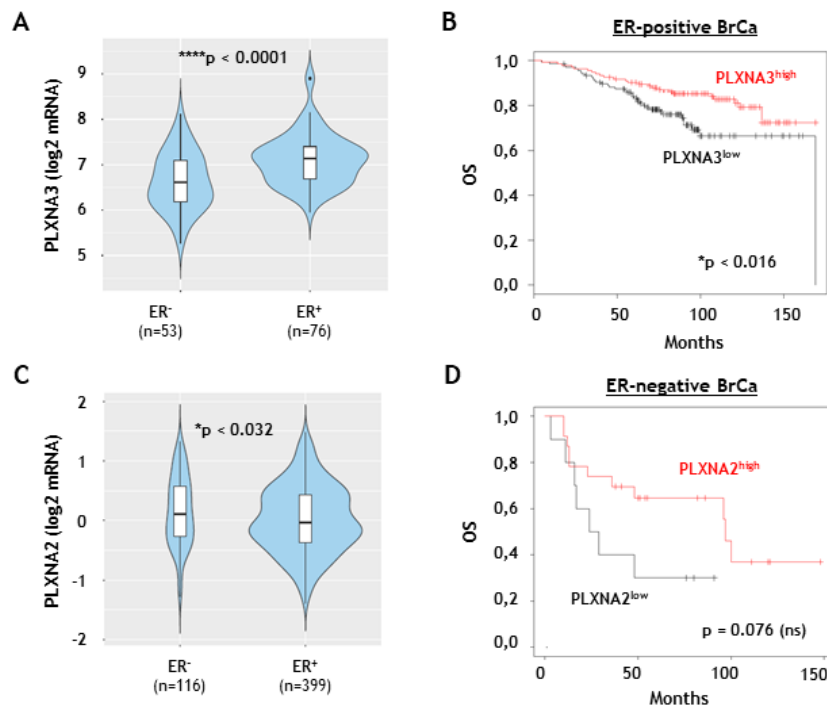 A
****p < 0.0001
PLXNA3 (log2 mRNA)
9
8
7
6
5
ER-
(n=53)
ER+
(n=76)
B
ER-positive BrCa
PLXNA3high
PLXNA3low
OS
1,0
0,8
0,6
0,4
0,2
0,0
*p < 0.016
0
50
100
150
Months
C
*p < 0.032
PLXNA2 (log2 mRNA)
2
1
0
-1
-2
ER-
(n=116)
ER+
(n=399)
D
ER-negative BrCa
PLXNA2high
PLXNA2low
OS
1,0
0,8
0,6
0,4
0,2
0,0
p = 0.076 (ns)
0
50
100
150
Months